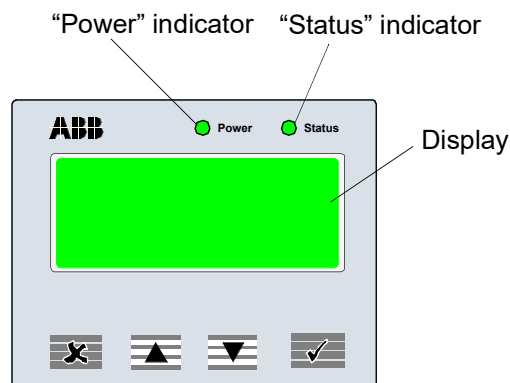 “Power” indicator “Status” indicator
ABB Power Status
Display